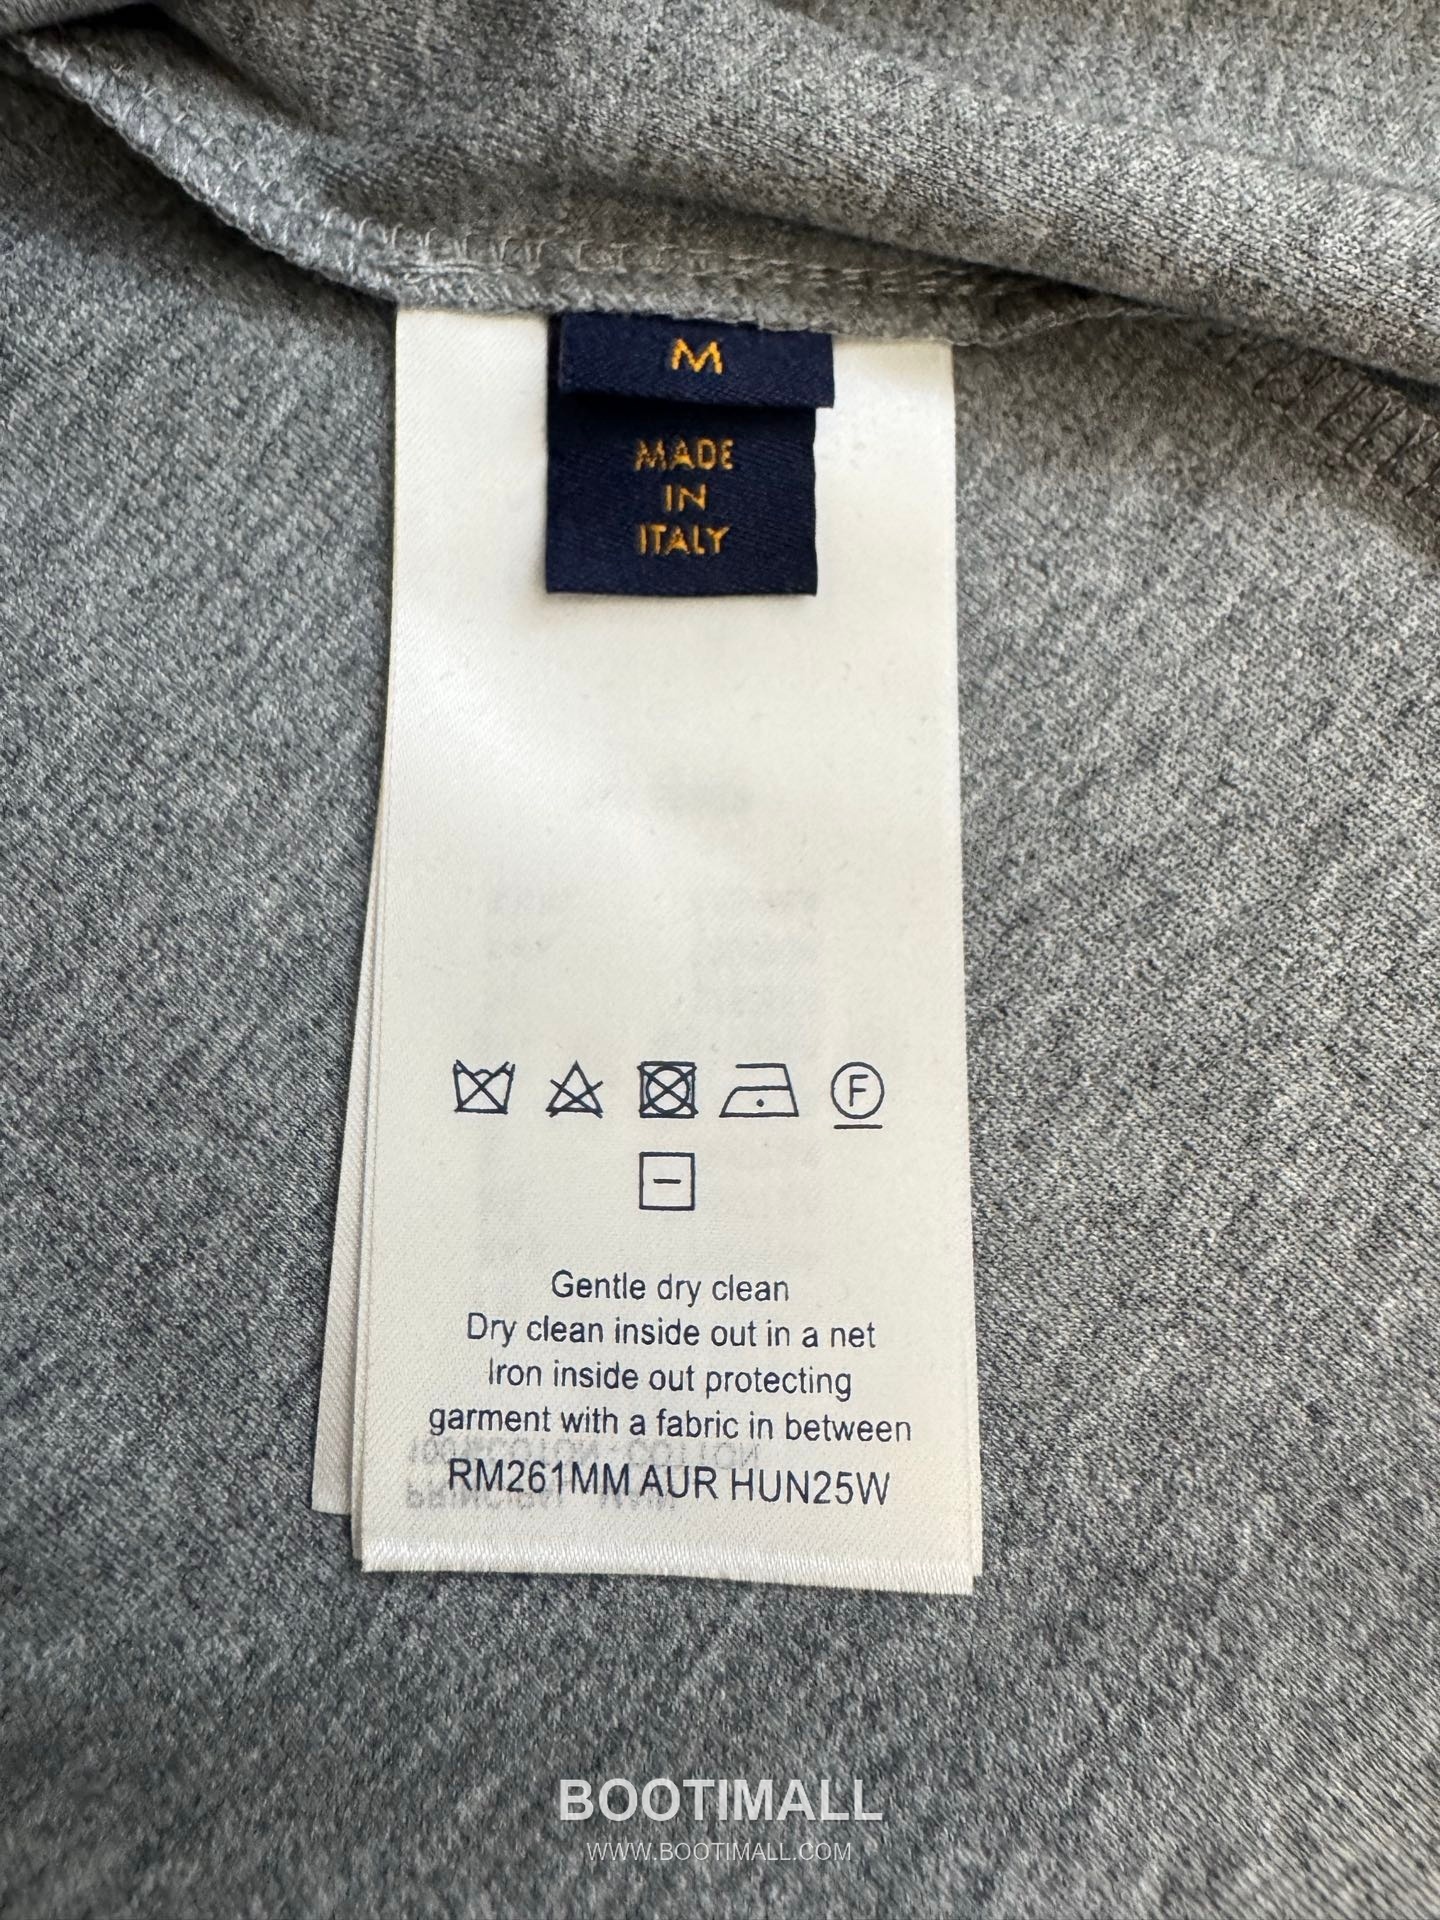 M
MADE
IN
ITALY
F
Gentle dry clean
Dry clean inside out in a net
Iron inside out protecting
garment with a fabric in between
RM261MM AUR HUN25W
BOOTIMALL
WWW.BOOTIMALL.COM